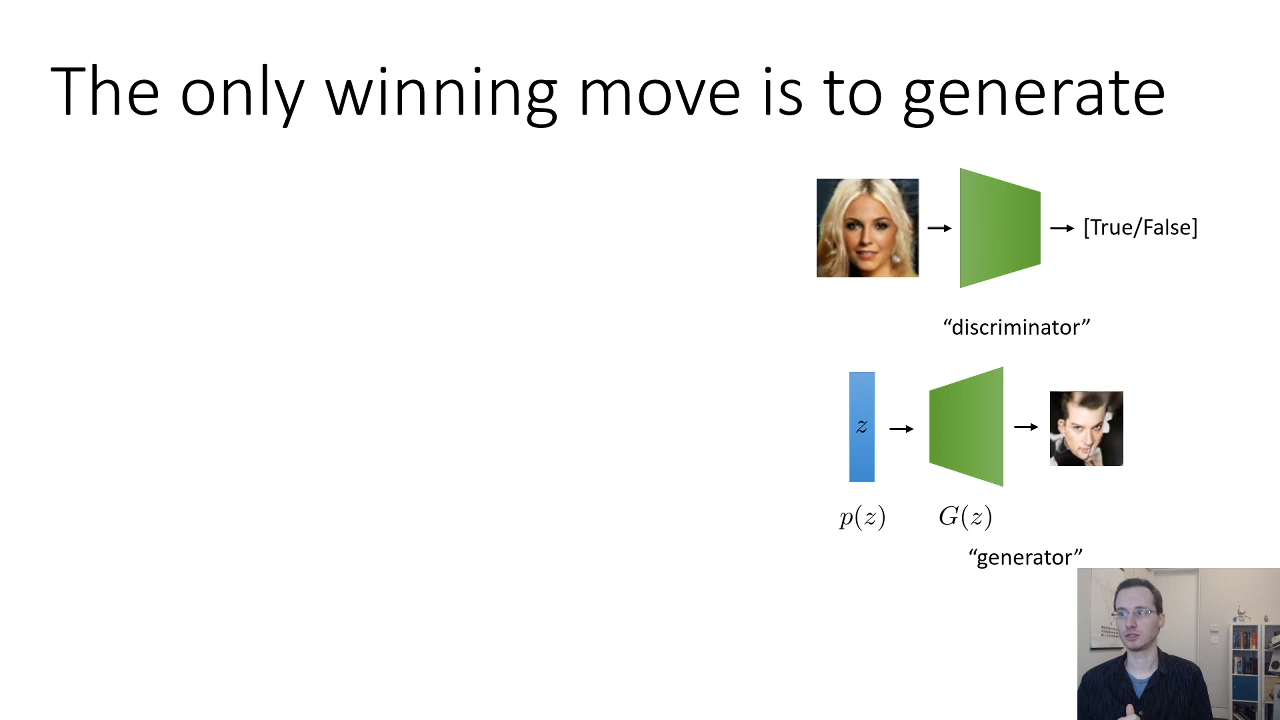 The only winning move is to generate
[True/False]
“discriminator”
z
p(z)
G(z)
“generator”